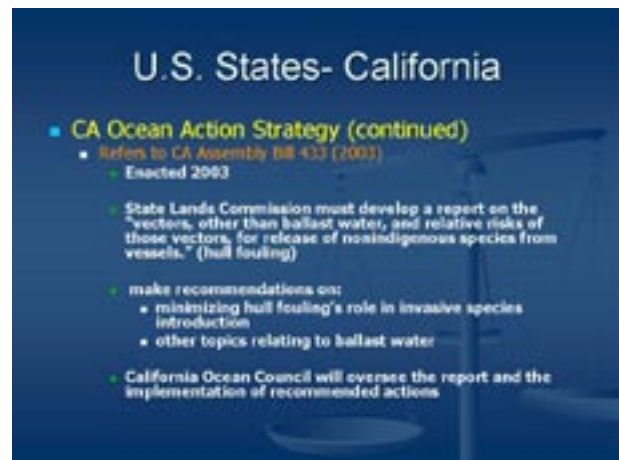 U.S. States- California
CA Ocean Action Strategy (continued)
Refers to CA Assembly Bill 433 (2003)
Enacted 2003
State Lands Commission must develop a report on the
"vectors, other than ballast water, and relative risks of
those vectors, for release of nonindigenous species from
vessels." (hull fouling)
make recommendations on:
minimizing hull fouling's role in invasive species
introduction
other topics relating to ballast water
California Ocean Council will oversee the report and the
implementation of recommended actions